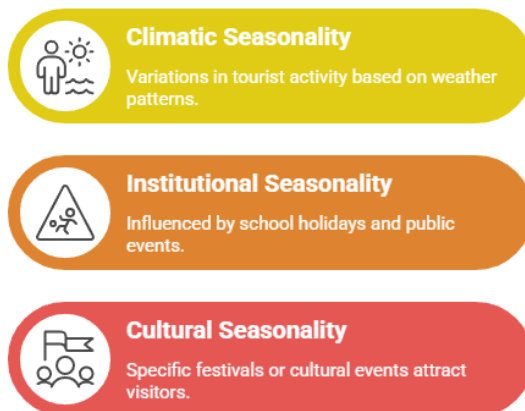 Climatic Seasonality
Variations in tourist activity based on weather
patterns.
Institutional Seasonality
Influenced by school holidays and public
events.
Cultural Seasonality
Specific festivals or cultural events attract
visitors.